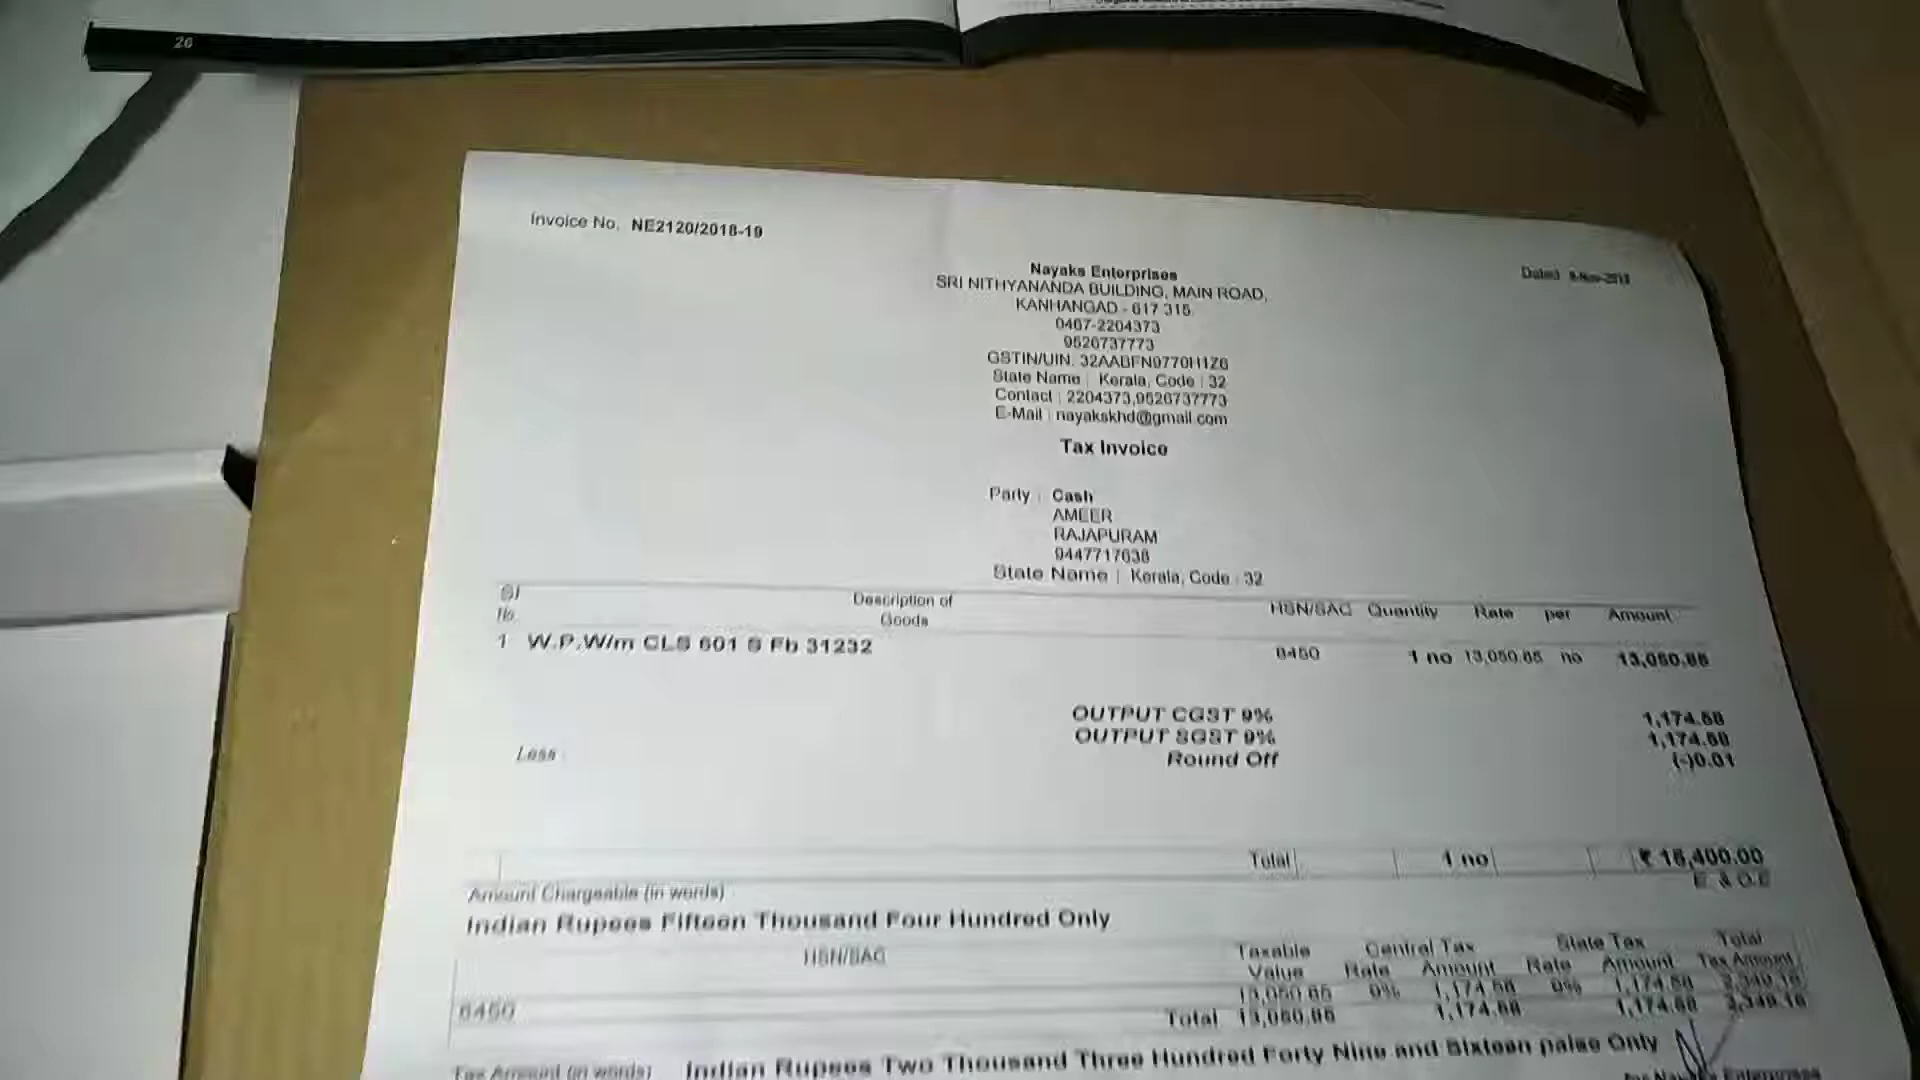 26
Invoice No. NE2120/2018-19
Dated
Nayaks Enterprises
SRI NITHYANANDA BUILDING, MAIN ROAD,
KANHANGAD - 617 315
0467-2204373
9526737773
GSTIN/UIN: 32AABFN9770H1Z6
State Name : Kerala, Code : 32
Contact : 2204373,9526737773
E-Mail : nayakskhd@gmail.com
Tax Invoice
Party : Cash
AMEER
RAJAPURAM
9447717638
State Name : Kerala, Code : 32
Sl No. Description of Goods HSN/SAC Quantity Rate per Amount
1 W.P.W/m CLS 601 S Fb 31232 8450 1 no 13,050.85 no 13,050.85
OUTPUT CGST 9% 1,174.58
OUTPUT SGST 9% 1,174.58
Less : Round Off (-)0.01
Total 1 no ₹ 15,400.00
Amount Chargeable (in words) E. & O.E
Indian Rupees Fifteen Thousand Four Hundred Only
HSN/SAC Taxable Value Central Tax Rate Amount State Tax Rate Amount Total Tax Amount
8450 13,050.85 9% 1,174.58 9% 1,174.58 2,349.16
Total 13,050.85 1,174.58 1,174.58 2,349.16
Tax Amount (in words) : Indian Rupees Two Thousand Three Hundred Forty Nine and Sixteen paise Only
for Nayaks Enterprises